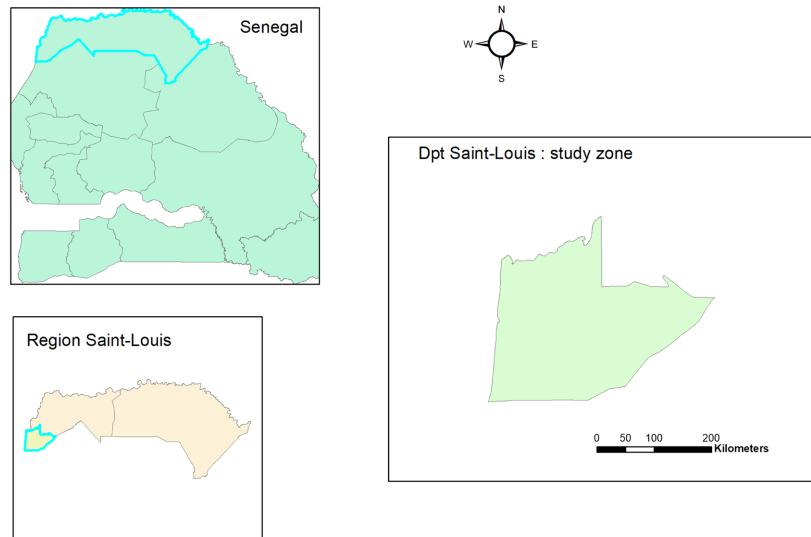 Senegal
N
W E
S
Dpt Saint-Louis : study zone
Region Saint-Louis
0 50 100 200
Kilometers